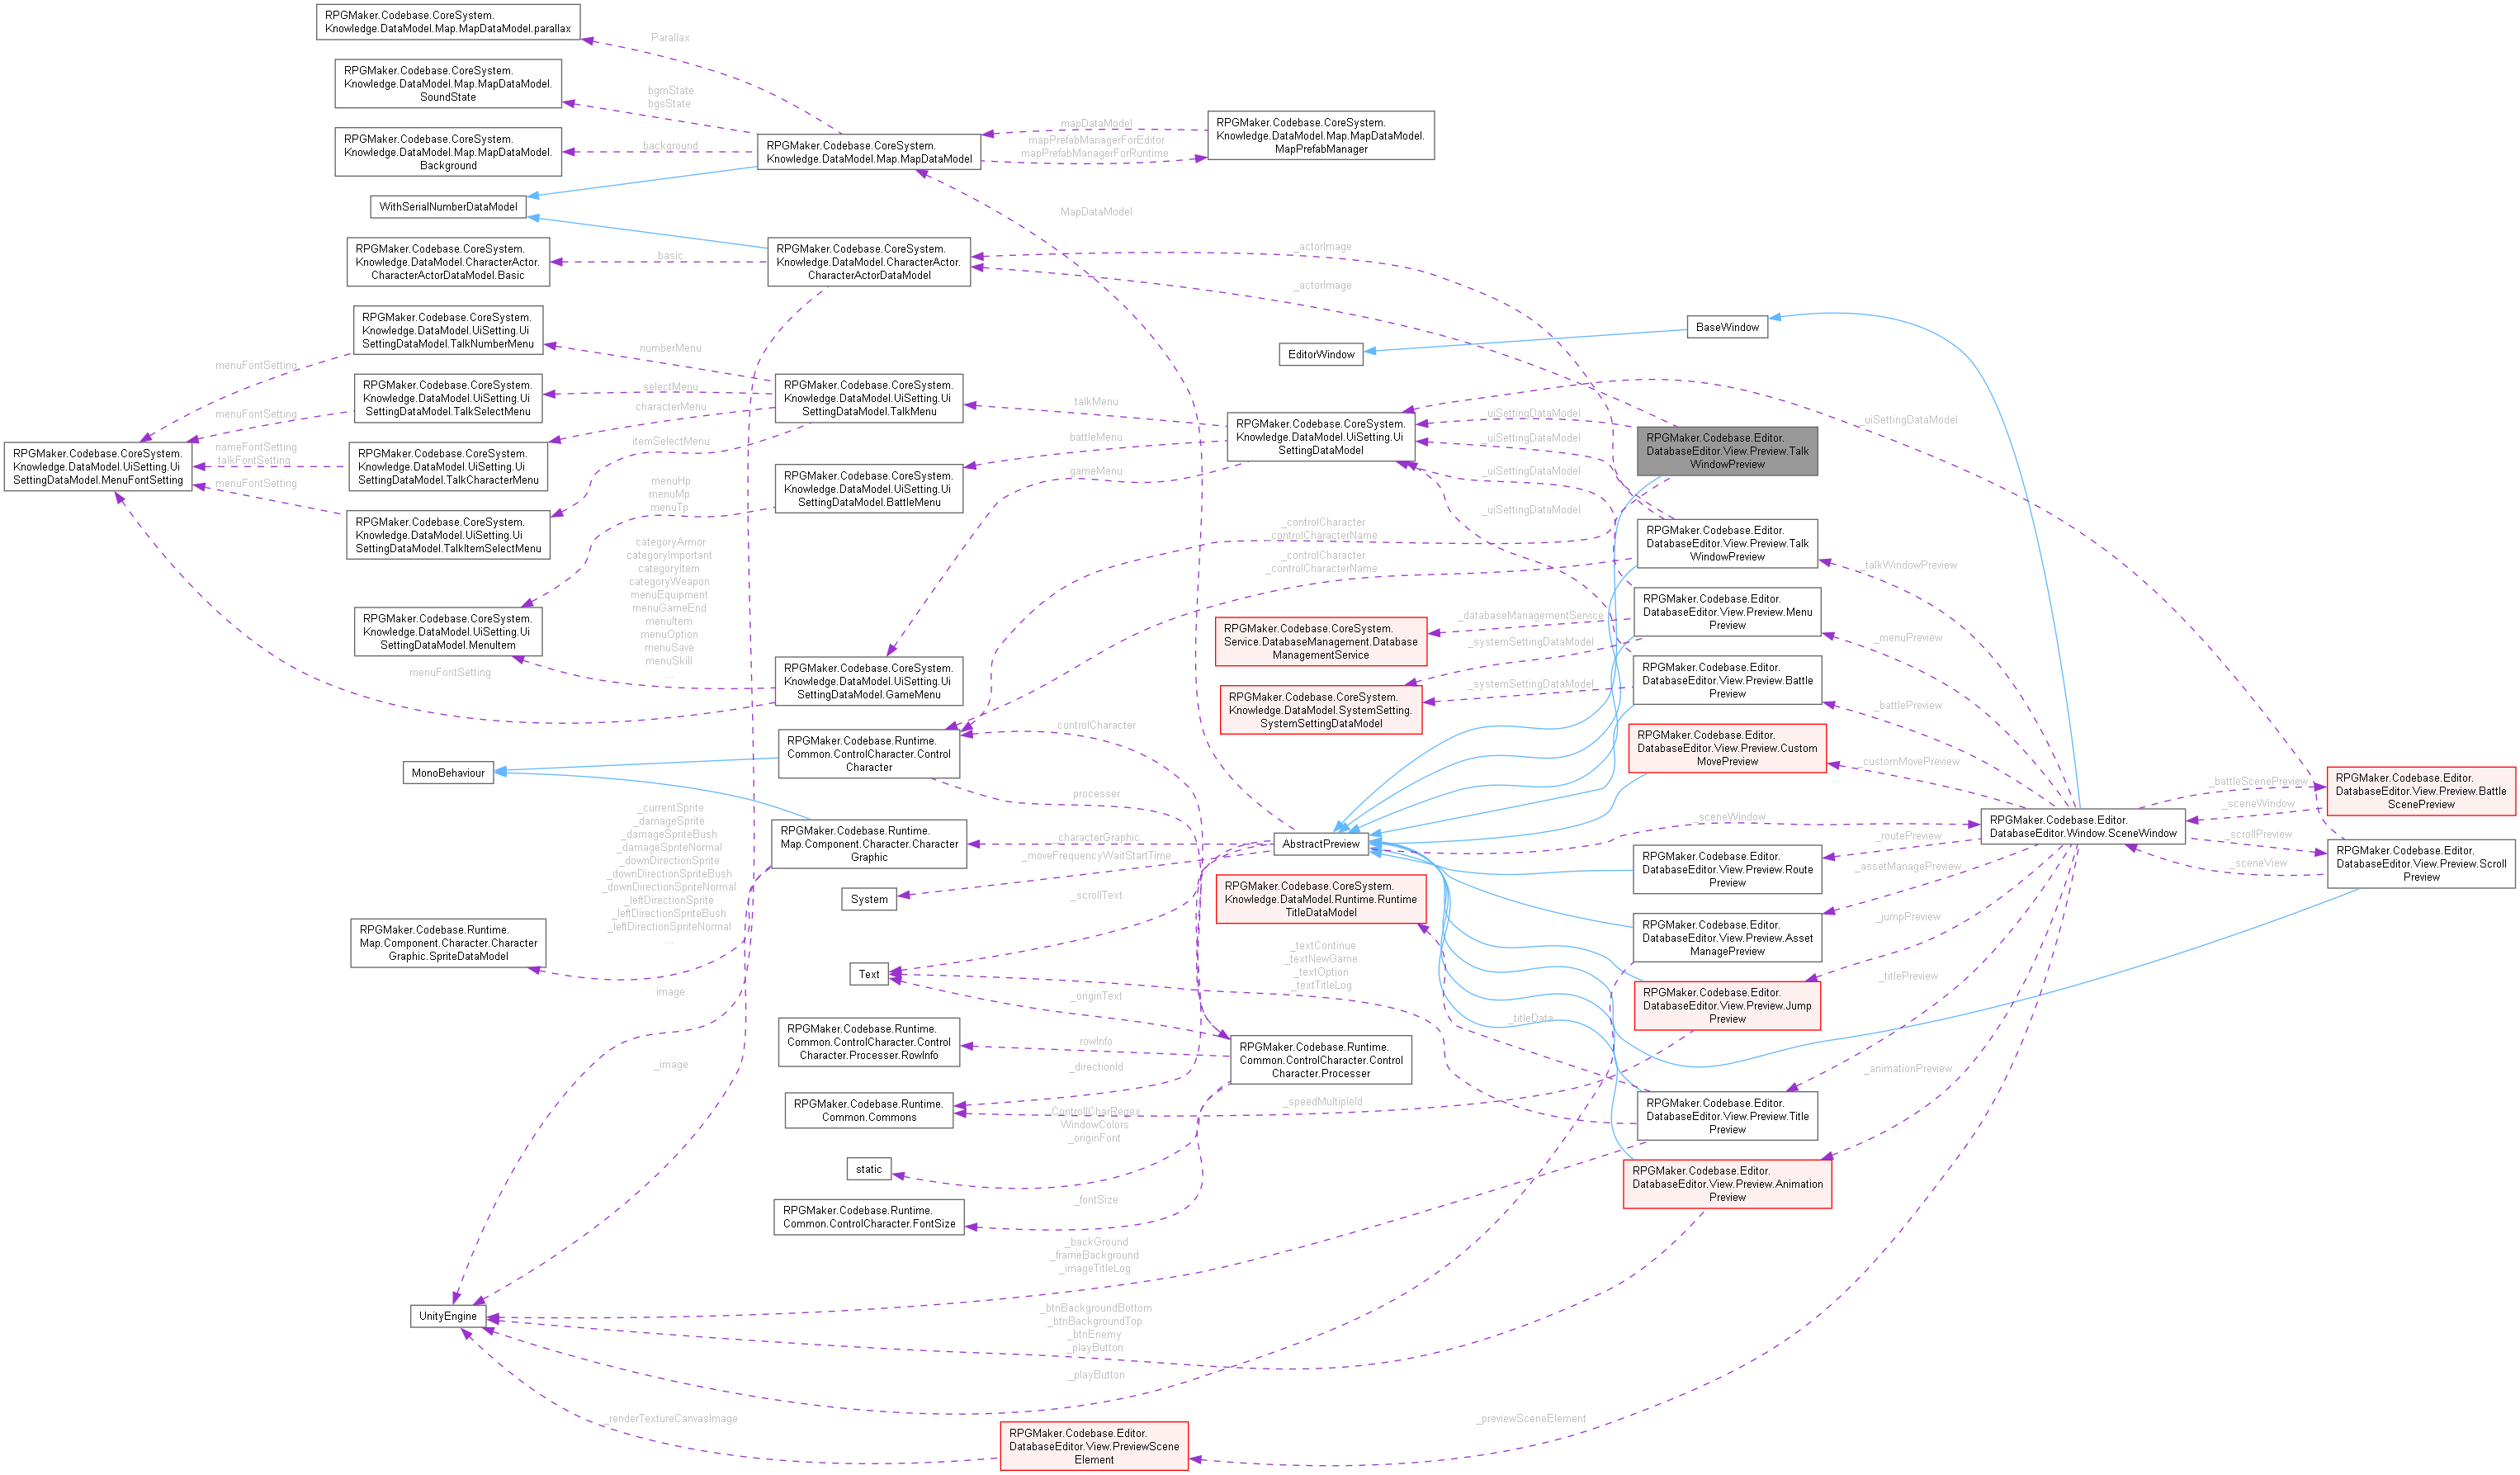 RPGMaker.Codebase.CoreSystem.
Knowledge.DataModel.Map.MapDataModel.parallax
RPGMaker.Codebase.CoreSystem.
Knowledge.DataModel.Map.MapDataModel.
SoundState
RPGMaker.Codebase.CoreSystem.
Knowledge.DataModel.Map.MapDataModel.
Background
WithSerialNumberDataModel
RPGMaker.Codebase.CoreSystem.
Knowledge.DataModel.CharacterActor.
CharacterActorDataModel.Basic
RPGMaker.Codebase.CoreSystem.
Knowledge.DataModel.UiSetting.Ui
SettingDataModel.TalkNumberMenu
RPGMaker.Codebase.CoreSystem.
Knowledge.DataModel.UiSetting.Ui
SettingDataModel.TalkSelectMenu
RPGMaker.Codebase.CoreSystem.
Knowledge.DataModel.UiSetting.Ui
SettingDataModel.MenuFontSetting
RPGMaker.Codebase.CoreSystem.
Knowledge.DataModel.UiSetting.Ui
SettingDataModel.TalkCharacterMenu
RPGMaker.Codebase.CoreSystem.
Knowledge.DataModel.UiSetting.Ui
SettingDataModel.TalkItemSelectMenu
RPGMaker.Codebase.CoreSystem.
Knowledge.DataModel.UiSetting.Ui
SettingDataModel.MenuItem
MonoBehaviour
RPGMaker.Codebase.Runtime.
Map.Component.Character.Character
Graphic.SpriteDataModel
UnityEngine
menuFontSetting
menuFontSetting
nameFontSetting
talkFontSetting
menuFontSetting
menuFontSetting
Parallax
bgmState
bgsState
background
basic
numberMenu
selectMenu
characterMenu
itemSelectMenu
menuHp
menuMp
menuTp
categoryArmor
categoryImportant
categoryItem
categoryWeapon
menuEquipment
menuGameEnd
menuItem
menuOption
menuSave
menuSkill
...
_currentSprite
_damageSprite
_damageSpriteBush
_damageSpriteNormal
_downDirectionSprite
_downDirectionSpriteBush
_downDirectionSpriteNormal
_leftDirectionSprite
_leftDirectionSpriteBush
_leftDirectionSpriteNormal
...
image
_image
_renderTextureCanvasImage
RPGMaker.Codebase.CoreSystem.
Knowledge.DataModel.Map.MapDataModel
RPGMaker.Codebase.CoreSystem.
Knowledge.DataModel.CharacterActor.
CharacterActorDataModel
RPGMaker.Codebase.CoreSystem.
Knowledge.DataModel.UiSetting.Ui
SettingDataModel.TalkMenu
RPGMaker.Codebase.CoreSystem.
Knowledge.DataModel.UiSetting.Ui
SettingDataModel.BattleMenu
RPGMaker.Codebase.CoreSystem.
Knowledge.DataModel.UiSetting.Ui
SettingDataModel.GameMenu
RPGMaker.Codebase.Runtime.
Common.ControlCharacter.Control
Character
RPGMaker.Codebase.Runtime.
Map.Component.Character.Character
Graphic
System
Text
RPGMaker.Codebase.Runtime.
Common.ControlCharacter.Control
Character.Processer.RowInfo
RPGMaker.Codebase.Runtime.
Common.Commons
static
RPGMaker.Codebase.Runtime.
Common.ControlCharacter.FontSize
RPGMaker.Codebase.Editor.
DatabaseEditor.View.PreviewScene
Element
mapDataModel
mapPrefabManagerForEditor
mapPrefabManagerForRuntime
MapDataModel
talkMenu
battleMenu
gameMenu
controlCharacter
processer
_characterGraphic
_moveFrequencyWaitStartTime
_scrollText
_originText
rowInfo
_directionId
ControllCharRegex
WindowColors
_originFont
_fontSize
_backGround
_frameBackground
_imageTitleLog
_btnBackgroundBottom
_btnBackgroundTop
_btnEnemy
_playButton
_playButton
RPGMaker.Codebase.CoreSystem.
Knowledge.DataModel.Map.MapDataModel.
MapPrefabManager
_actorImage
_actorImage
EditorWindow
RPGMaker.Codebase.CoreSystem.
Knowledge.DataModel.UiSetting.Ui
SettingDataModel
_controlCharacter
_controlCharacterName
_controlCharacter
_controlCharacterName
RPGMaker.Codebase.CoreSystem.
Service.DatabaseManagement.Database
ManagementService
RPGMaker.Codebase.CoreSystem.
Knowledge.DataModel.SystemSetting.
SystemSettingDataModel
AbstractPreview
RPGMaker.Codebase.CoreSystem.
Knowledge.DataModel.Runtime.Runtime
TitleDataModel
_textContinue
_textNewGame
_textOption
_textTitleLog
RPGMaker.Codebase.Runtime.
Common.ControlCharacter.Control
Character.Processer
_speedMultipleId
_uiSettingDataModel
_uiSettingDataModel
_uiSettingDataModel
_uiSettingDataModel
_databaseManagementService
_systemSettingDataModel
_systemSettingDataModel
_sceneWindow
_titleData
_previewSceneElement
BaseWindow
RPGMaker.Codebase.Editor.
DatabaseEditor.View.Preview.Talk
WindowPreview
RPGMaker.Codebase.Editor.
DatabaseEditor.View.Preview.Talk
WindowPreview
RPGMaker.Codebase.Editor.
DatabaseEditor.View.Preview.Menu
Preview
RPGMaker.Codebase.Editor.
DatabaseEditor.View.Preview.Battle
Preview
RPGMaker.Codebase.Editor.
DatabaseEditor.View.Preview.Custom
MovePreview
RPGMaker.Codebase.Editor.
DatabaseEditor.View.Preview.Route
Preview
RPGMaker.Codebase.Editor.
DatabaseEditor.View.Preview.Asset
ManagePreview
RPGMaker.Codebase.Editor.
DatabaseEditor.View.Preview.Jump
Preview
RPGMaker.Codebase.Editor.
DatabaseEditor.View.Preview.Title
Preview
RPGMaker.Codebase.Editor.
DatabaseEditor.View.Preview.Animation
Preview
_uiSettingDataModel
_talkWindowPreview
_menuPreview
_battlePreview
_customMovePreview
_routePreview
_assetManagePreview
_jumpPreview
_titlePreview
_animationPreview
RPGMaker.Codebase.Editor.
DatabaseEditor.Window.SceneWindow
_battleScenePreview
_sceneWindow
_scrollPreview
_sceneView
RPGMaker.Codebase.Editor.
DatabaseEditor.View.Preview.Battle
ScenePreview
RPGMaker.Codebase.Editor.
DatabaseEditor.View.Preview.Scroll
Preview